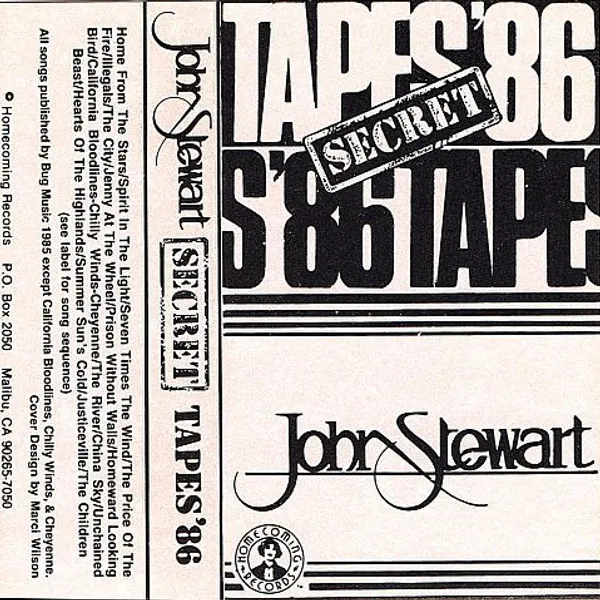 Home From The Stars/Spirit In The Light/Seven Times The Wind/The Price Of The
Fire/Illegals/The City/Jenny At The Wheel/Prison Without Walls/Homeward Looking
Bird/California Bloodlines-Chilly Winds-Cheyenne/The River/China Sky/Unchained
Beast/Hearts Of The Highlands/Summer Sun's Cold/Justiceville/The Children
(see label for song sequence)
All songs published by Bug Music 1985 except California Bloodlines, Chilly Winds, & Cheyenne.
Cover Design by Marci Wilson
© Homecoming Records P.O. Box 2050 Malibu, CA 90265-7050
John Stewart SECRET TAPES'86
TAPES'86
SECRET
S'86 TAPES
John Stewart
HOMECOMING
RECORDS